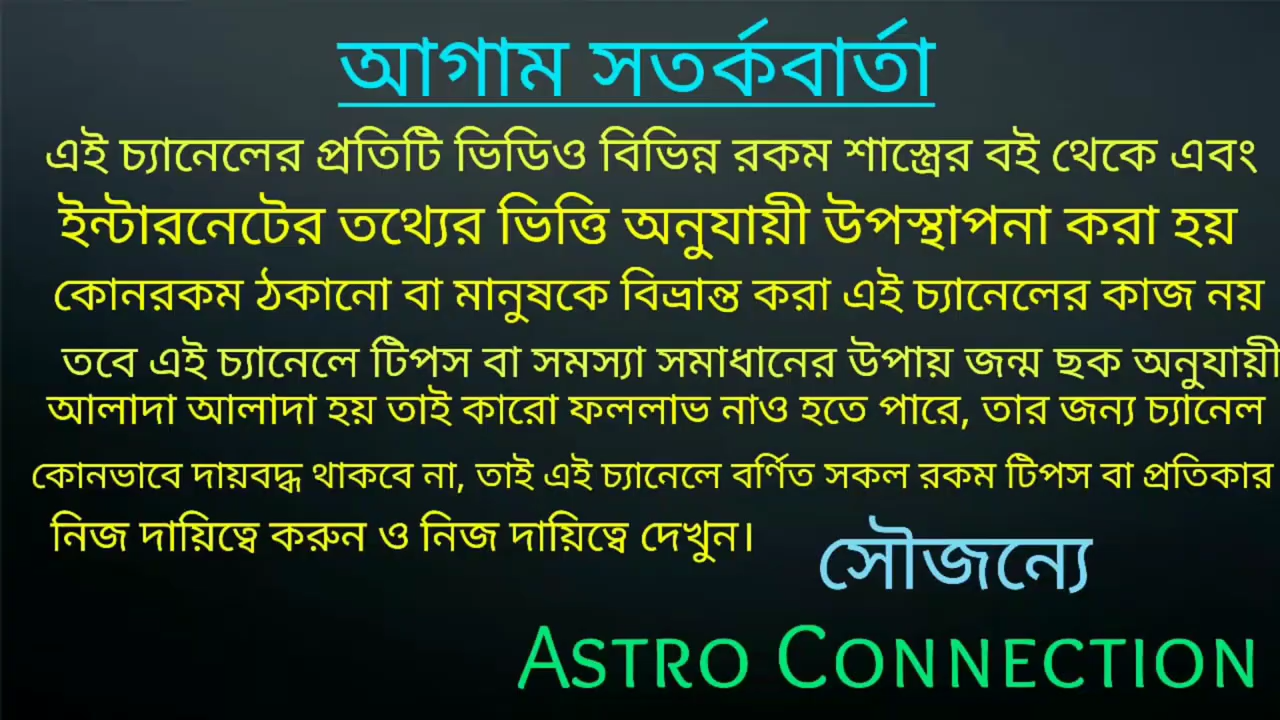 আগাম সতর্কবার্তা
এই চ্যানেলের প্রতিটি ভিডিও বিভিন্ন রকম শাস্ত্রের বই থেকে এবং
ইন্টারনেটের তথ্যের ভিত্তি অনুযায়ী উপস্থাপনা করা হয়
কোনরকম ঠকানো বা মানুষকে বিভ্রান্ত করা এই চ্যানেলের কাজ নয়
তবে এই চ্যানেলে টিপস বা সমস্যা সমাধানের উপায় জন্ম ছক অনুযায়ী
আলাদা আলাদা হয় তাই কারো ফললাভ নাও হতে পারে, তার জন্য চ্যানেল
কোনভাবে দায়বদ্ধ থাকবে না, তাই এই চ্যানেলে বর্ণিত সকল রকম টিপস বা প্রতিকার
নিজ দায়িত্বে করুন ও নিজ দায়িত্বে দেখুন।
সৌজন্যে
ASTRO CONNECTION